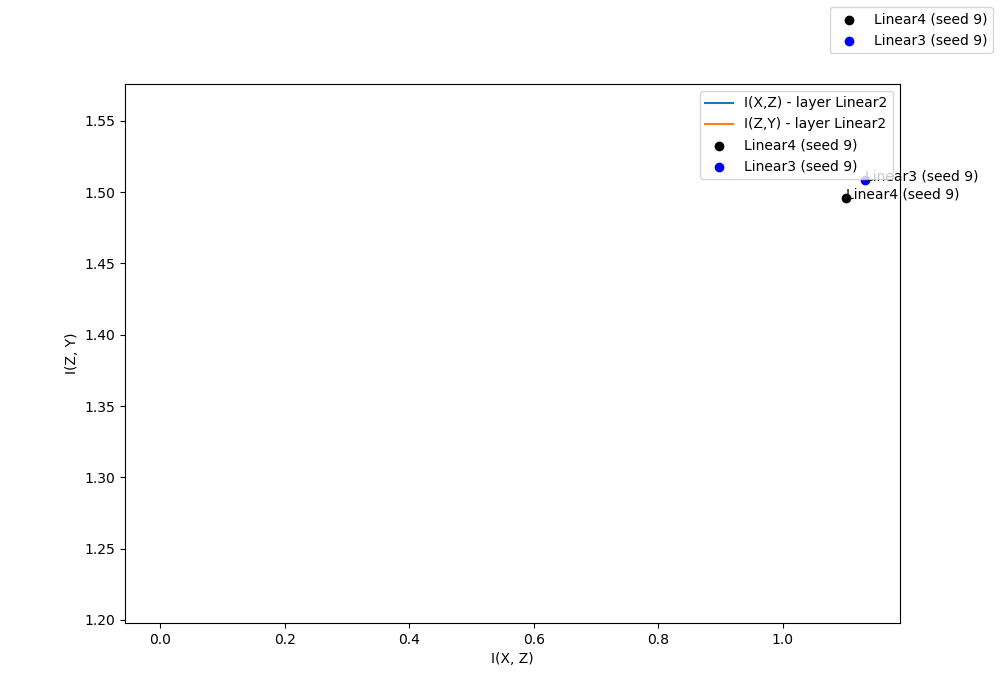 Linear4 (seed 9)
Linear3 (seed 9)
I(X,Z) - layer Linear2
I(Z,Y) - layer Linear2
Linear4 (seed 9)
Linear3 (seed 9)
Linear3 (seed 9)
Linear4 (seed 9)
1.55
1.50
1.45
1.40
1.35
1.30
1.25
1.20
I(Z, Y)
0.0 0.2 0.4 0.6 0.8 1.0
I(X, Z)